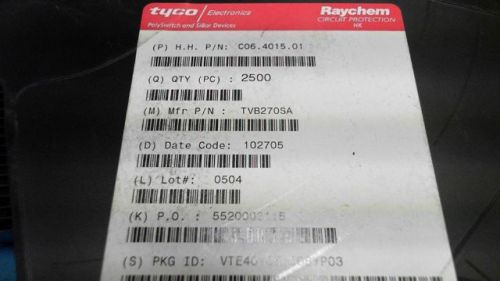 tyco Electronics
PolySwitch and SiBar Devices
Raychem
CIRCUIT PROTECTION
HK
(P) H.H. P/N: C06.4015.01
(Q) QTY (PC) : 2500
(M) Mfr P/N : TVB270SA
(D) Date Code: 102705
(L) Lot#: 0504
(K) P.O. :
(S) PKG ID: